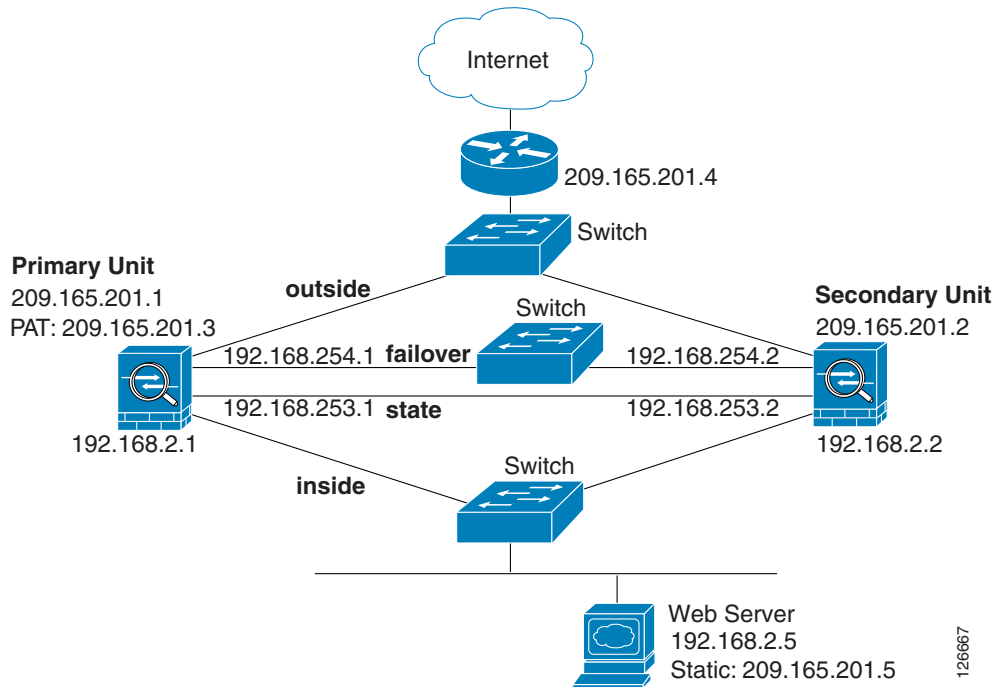 Internet
209.165.201.4
Switch
Primary Unit
209.165.201.1
PAT: 209.165.201.3
outside
Switch
Secondary Unit
209.165.201.2
192.168.254.1
failover
192.168.254.2
192.168.253.1
state
192.168.253.2
192.168.2.1
192.168.2.2
Switch
inside
Web Server
192.168.2.5
Static: 209.165.201.5
126667